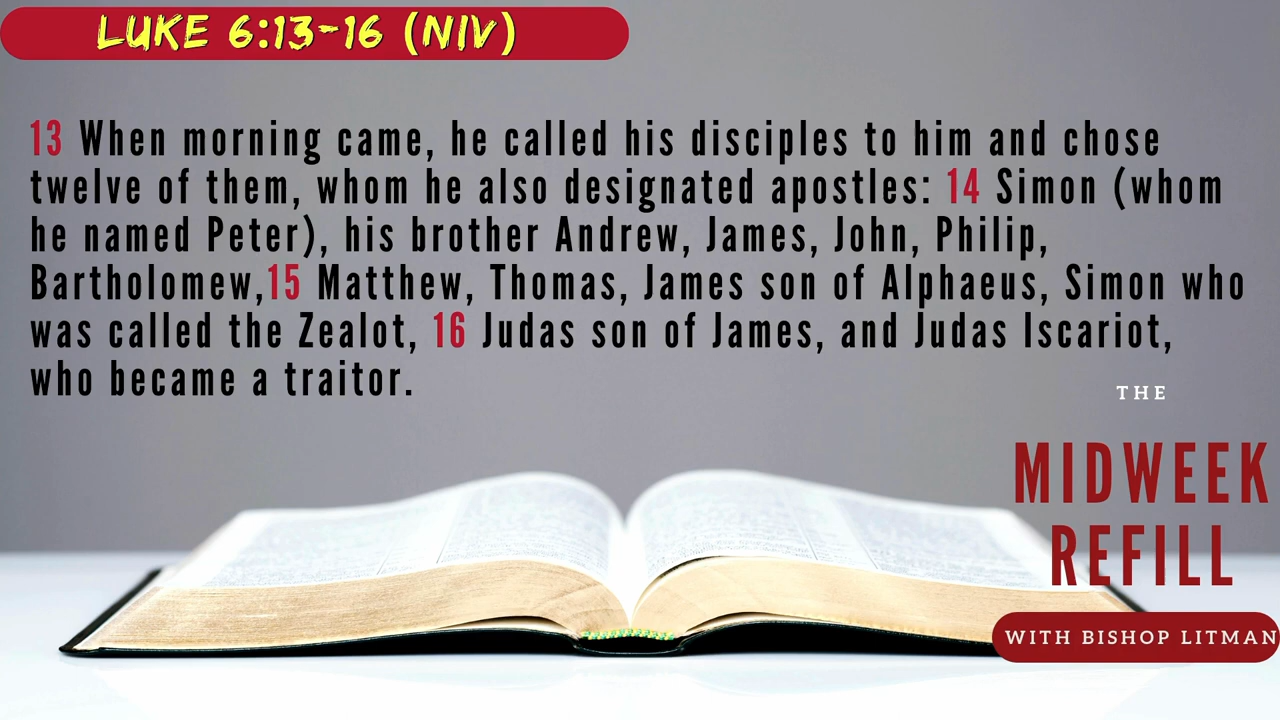 LUKE 6:13-16 (NIV)
13 When morning came, he called his disciples to him and chose
twelve of them, whom he also designated apostles: 14 Simon (whom
he named Peter), his brother Andrew, James, John, Philip,
Bartholomew,15 Matthew, Thomas, James son of Alphaeus, Simon who
was called the Zealot, 16 Judas son of James, and Judas Iscariot,
who became a traitor.
THE
MIDWEEK
REFILL
WITH BISHOP LITMAN